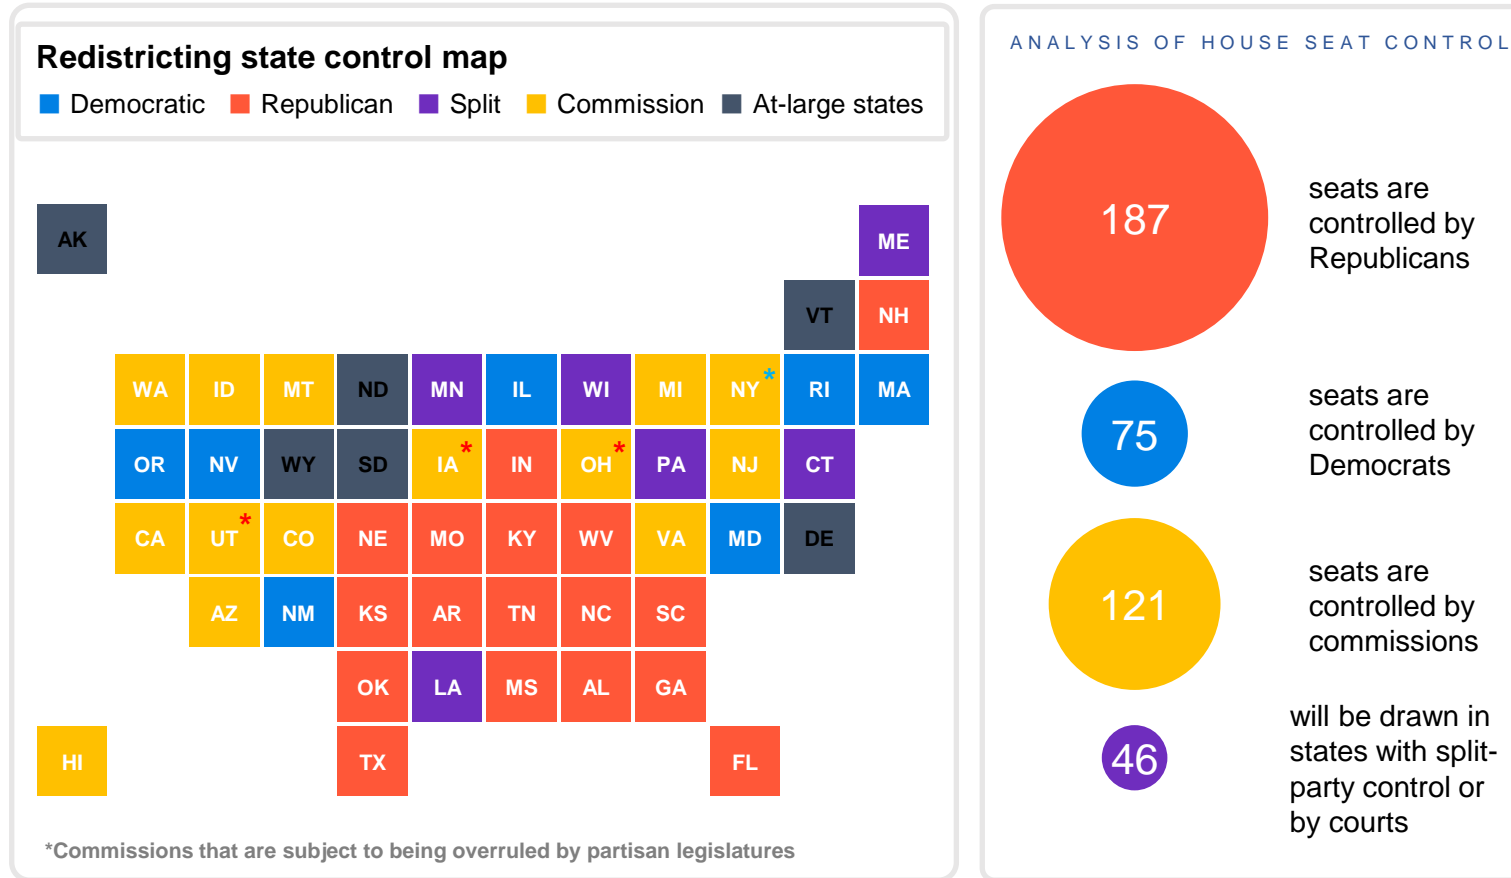 Redistricting state control map
Democratic Republican Split Commission At-large states
AK ME
VT NH
WA ID MT ND MN IL WI MI NY* RI MA
OR NV WY SD IA* IN OH* PA NJ CT
CA UT* CO NE MO KY WV VA MD DE
AZ NM KS AR TN NC SC
OK LA MS AL GA
HI TX FL
*Commissions that are subject to being overruled by partisan legislatures
ANALYSIS OF HOUSE SEAT CONTROL
187
seats are
controlled by
Republicans
75
seats are
controlled by
Democrats
121
seats are
controlled by
commissions
46
will be drawn in
states with split-
party control or
by courts